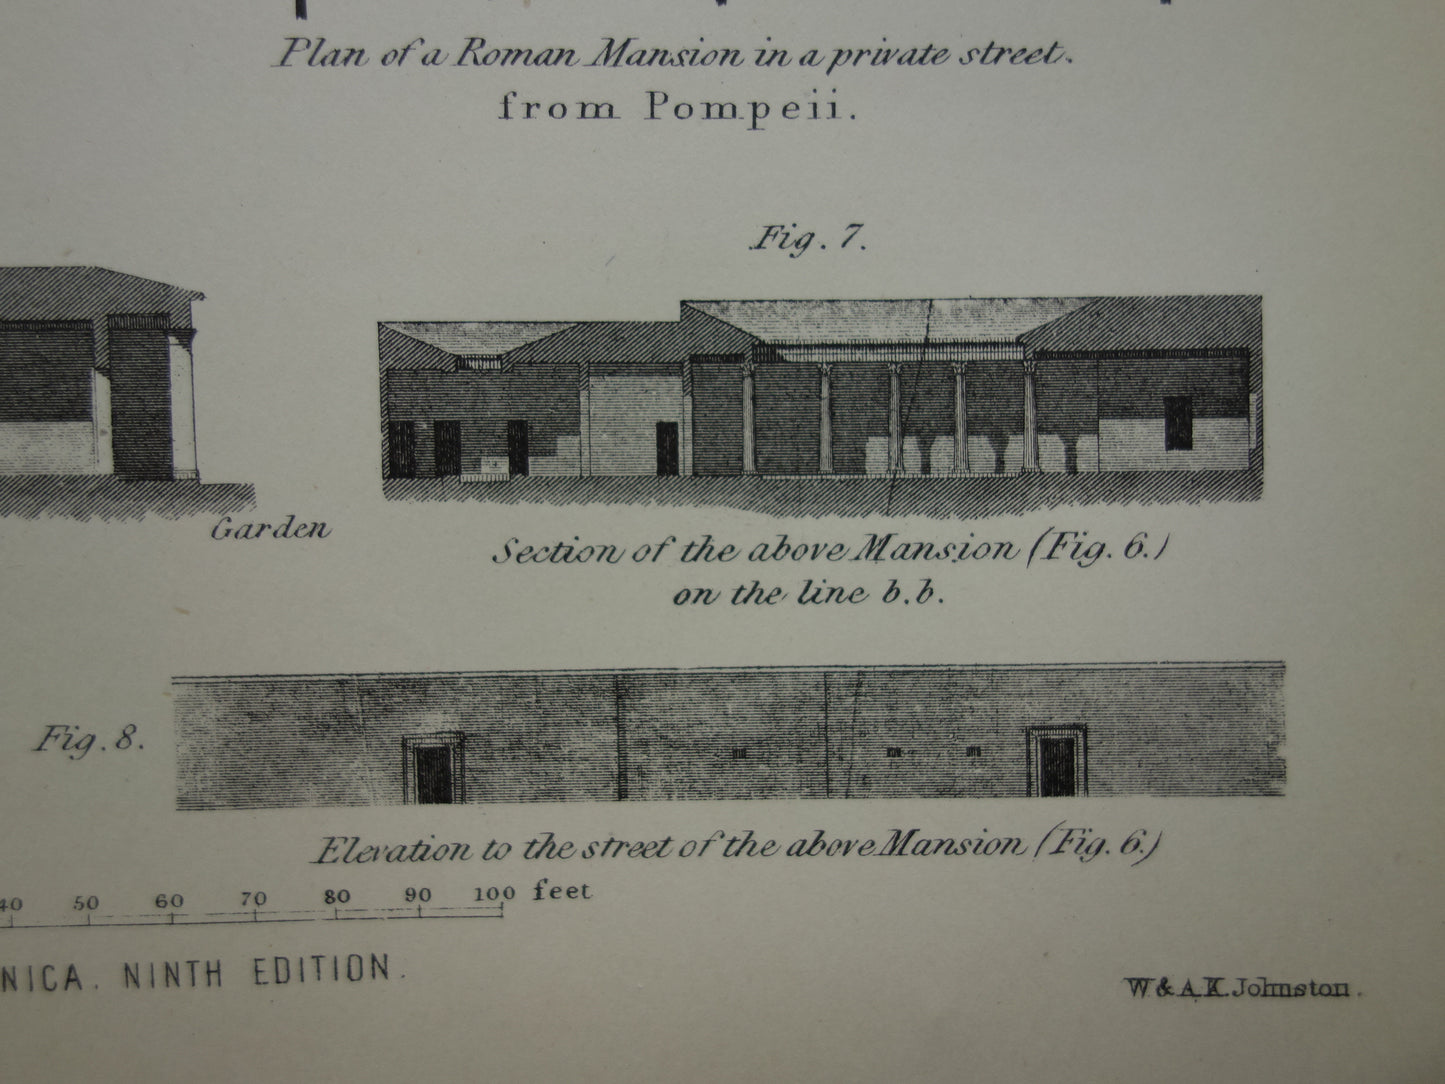 Plan of a Roman Mansion in a private street.
from Pompeii.
Fig. 7.
Garden
Section of the above Mansion (Fig. 6.)
on the line b.b.
Fig. 8.
Elevation to the street of the above Mansion (Fig. 6.)
40 50 60 70 80 90 100 feet
NICA. NINTH EDITION.
W & A.K. Johnston.